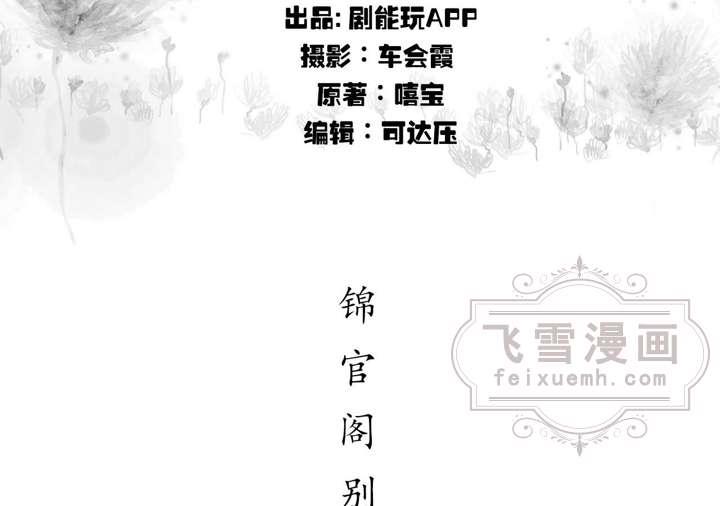 出品: 剧能玩APP
摄影：车会霞
原著：嘻宝
编辑：可达压
锦官阁别
飞雪漫画
feixuemh.com